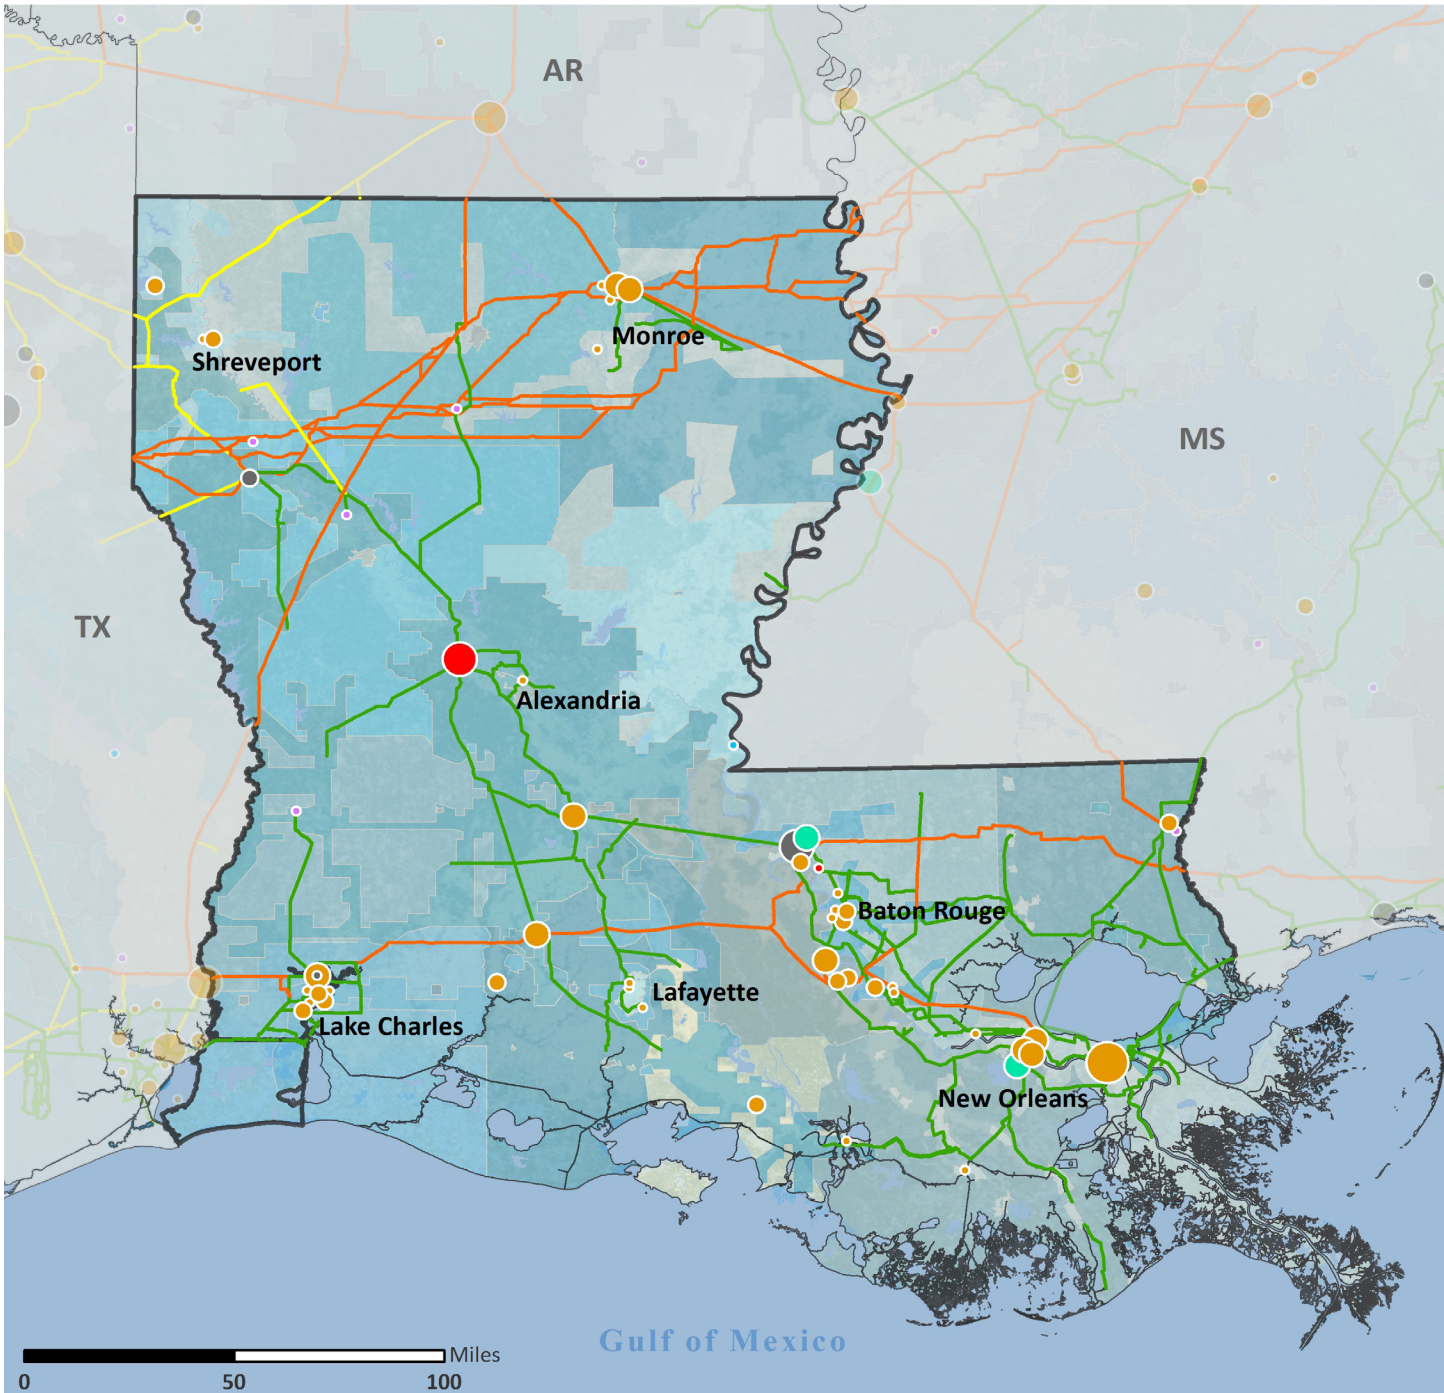 AR
Monroe
Shreveport
MS
TX
Alexandria
Baton Rouge
Lafayette
Lake Charles
New Orleans
Gulf of Mexico
Miles
0 50 100